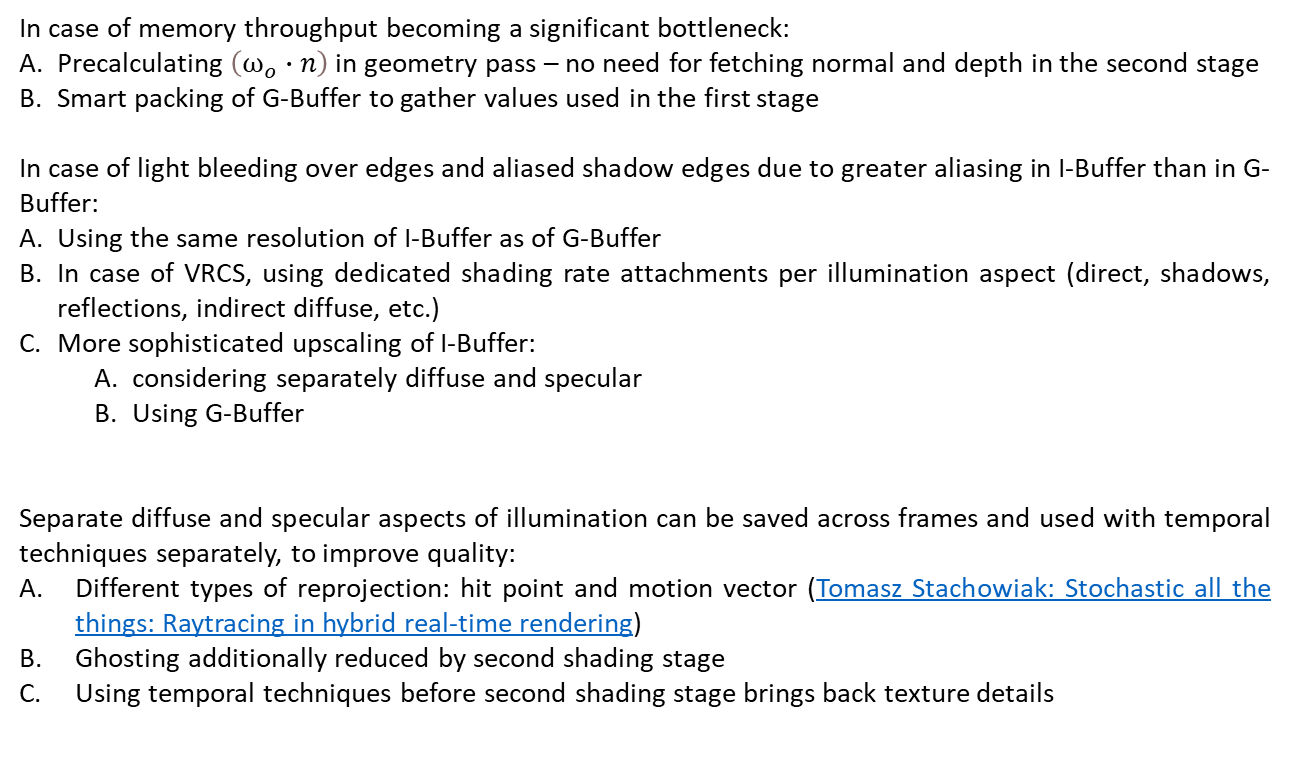 In case of memory throughput becoming a significant bottleneck:
A. Precalculating (ωₒ · n) in geometry pass – no need for fetching normal and depth in the second stage
B. Smart packing of G-Buffer to gather values used in the first stage
In case of light bleeding over edges and aliased shadow edges due to greater aliasing in I-Buffer than in G-
Buffer:
A. Using the same resolution of I-Buffer as of G-Buffer
B. In case of VRCS, using dedicated shading rate attachments per illumination aspect (direct, shadows,
reflections, indirect diffuse, etc.)
C. More sophisticated upscaling of I-Buffer:
A. considering separately diffuse and specular
B. Using G-Buffer
Separate diffuse and specular aspects of illumination can be saved across frames and used with temporal
techniques separately, to improve quality:
A. Different types of reprojection: hit point and motion vector (Tomasz Stachowiak: Stochastic all the
things: Raytracing in hybrid real-time rendering)
B. Ghosting additionally reduced by second shading stage
C. Using temporal techniques before second shading stage brings back texture details